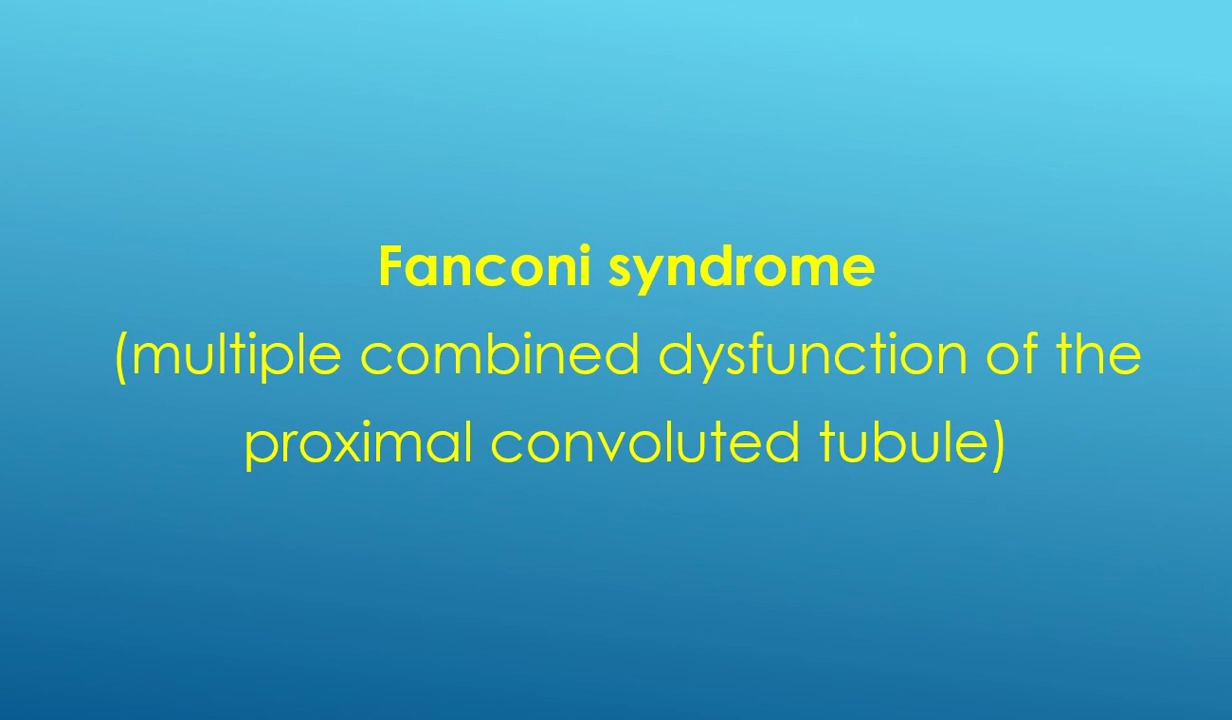 Fanconi syndrome
(multiple combined dysfunction of the
proximal convoluted tubule)